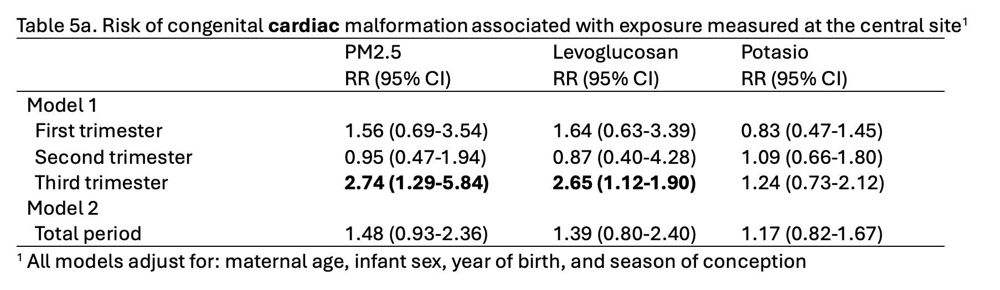 Table 5a. Risk of congenital cardiac malformation associated with exposure measured at the central site¹
PM2.5 Levoglucosan Potasio
RR (95% CI) RR (95% CI) RR (95% CI)
Model 1
First trimester 1.56 (0.69-3.54) 1.64 (0.63-3.39) 0.83 (0.47-1.45)
Second trimester 0.95 (0.47-1.94) 0.87 (0.40-4.28) 1.09 (0.66-1.80)
Third trimester 2.74 (1.29-5.84) 2.65 (1.12-1.90) 1.24 (0.73-2.12)
Model 2
Total period 1.48 (0.93-2.36) 1.39 (0.80-2.40) 1.17 (0.82-1.67)
¹ All models adjust for: maternal age, infant sex, year of birth, and season of conception